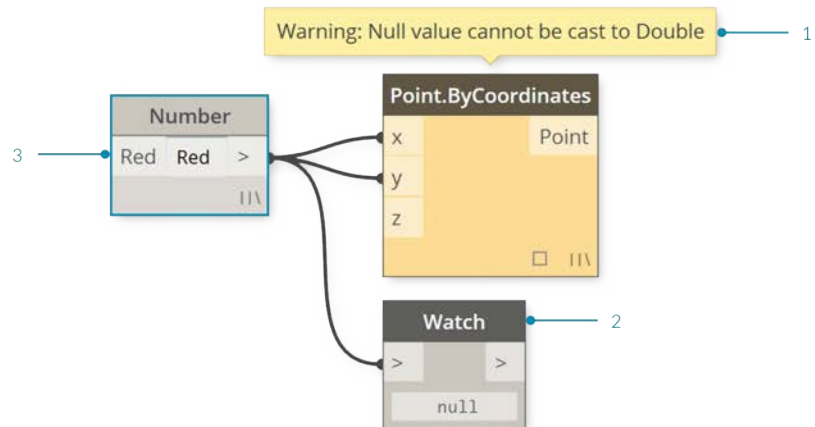 Warning: Null value cannot be cast to Double
1
Point.ByCoordinates
Number
x
Point
3
Red
Red
>
y
z
Watch
2
>
>
null